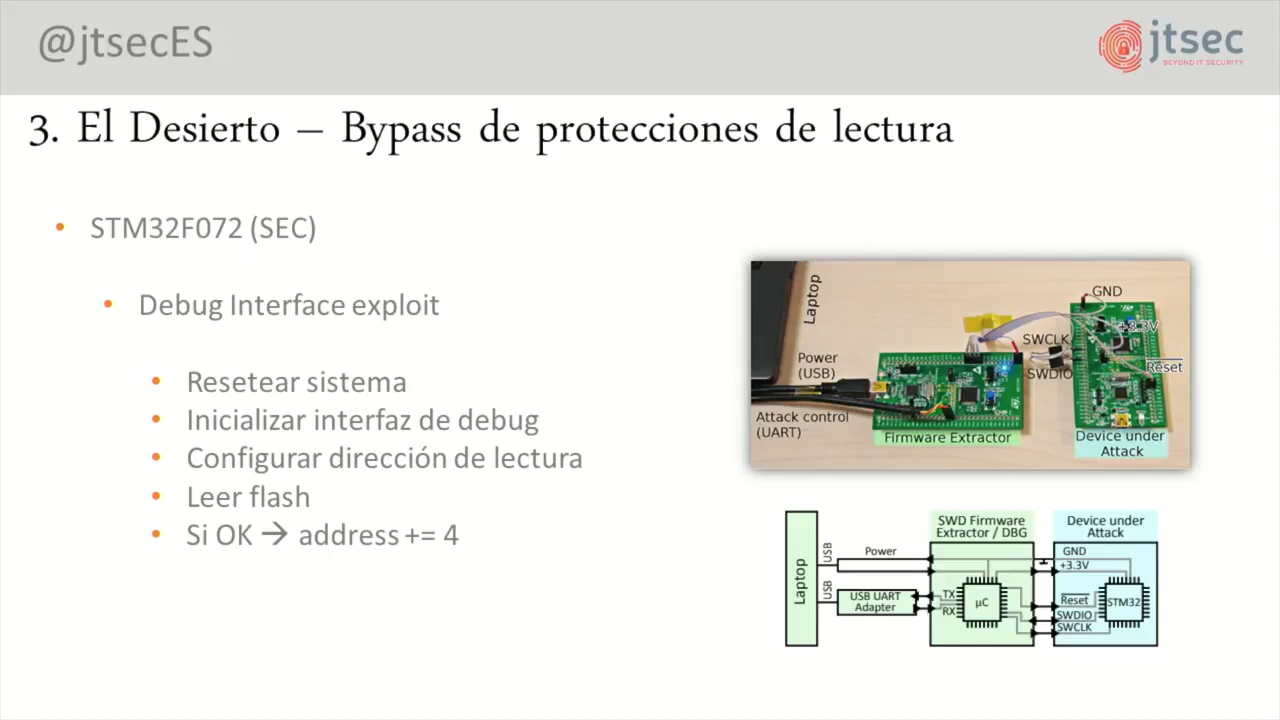 @jtsecES
jtsec
BEYOND IT SECURITY
3. El Desierto – Bypass de protecciones de lectura
• STM32F072 (SEC)
• Debug Interface exploit
• Resetear sistema
• Inicializar interfaz de debug
• Configurar dirección de lectura
• Leer flash
• Si OK → address += 4
Laptop
GND
+3.3V
SWCLK
SWDIO
Reset
Power
(USB)
Attack control
(UART)
Firmware Extractor
Device under
Attack
Laptop
USB
Power
USB
USB UART
Adapter
SWD Firmware
Extractor / DBG
TX
RX
µC
Device under
Attack
GND
+3.3V
Reset
SWDIO
SWCLK
STM32